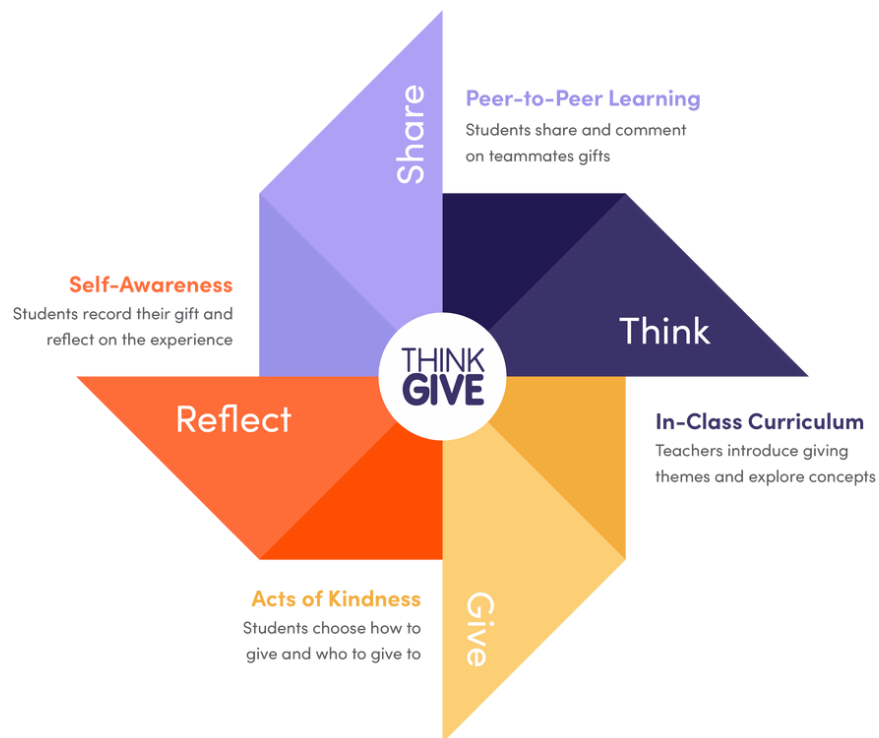 Share
Peer-to-Peer Learning
Students share and comment
on teammates gifts
Think
In-Class Curriculum
Teachers introduce giving
themes and explore concepts
Give
Acts of Kindness
Students choose how to
give and who to give to
Reflect
Self-Awareness
Students record their gift and
reflect on the experience
THINK
GIVE